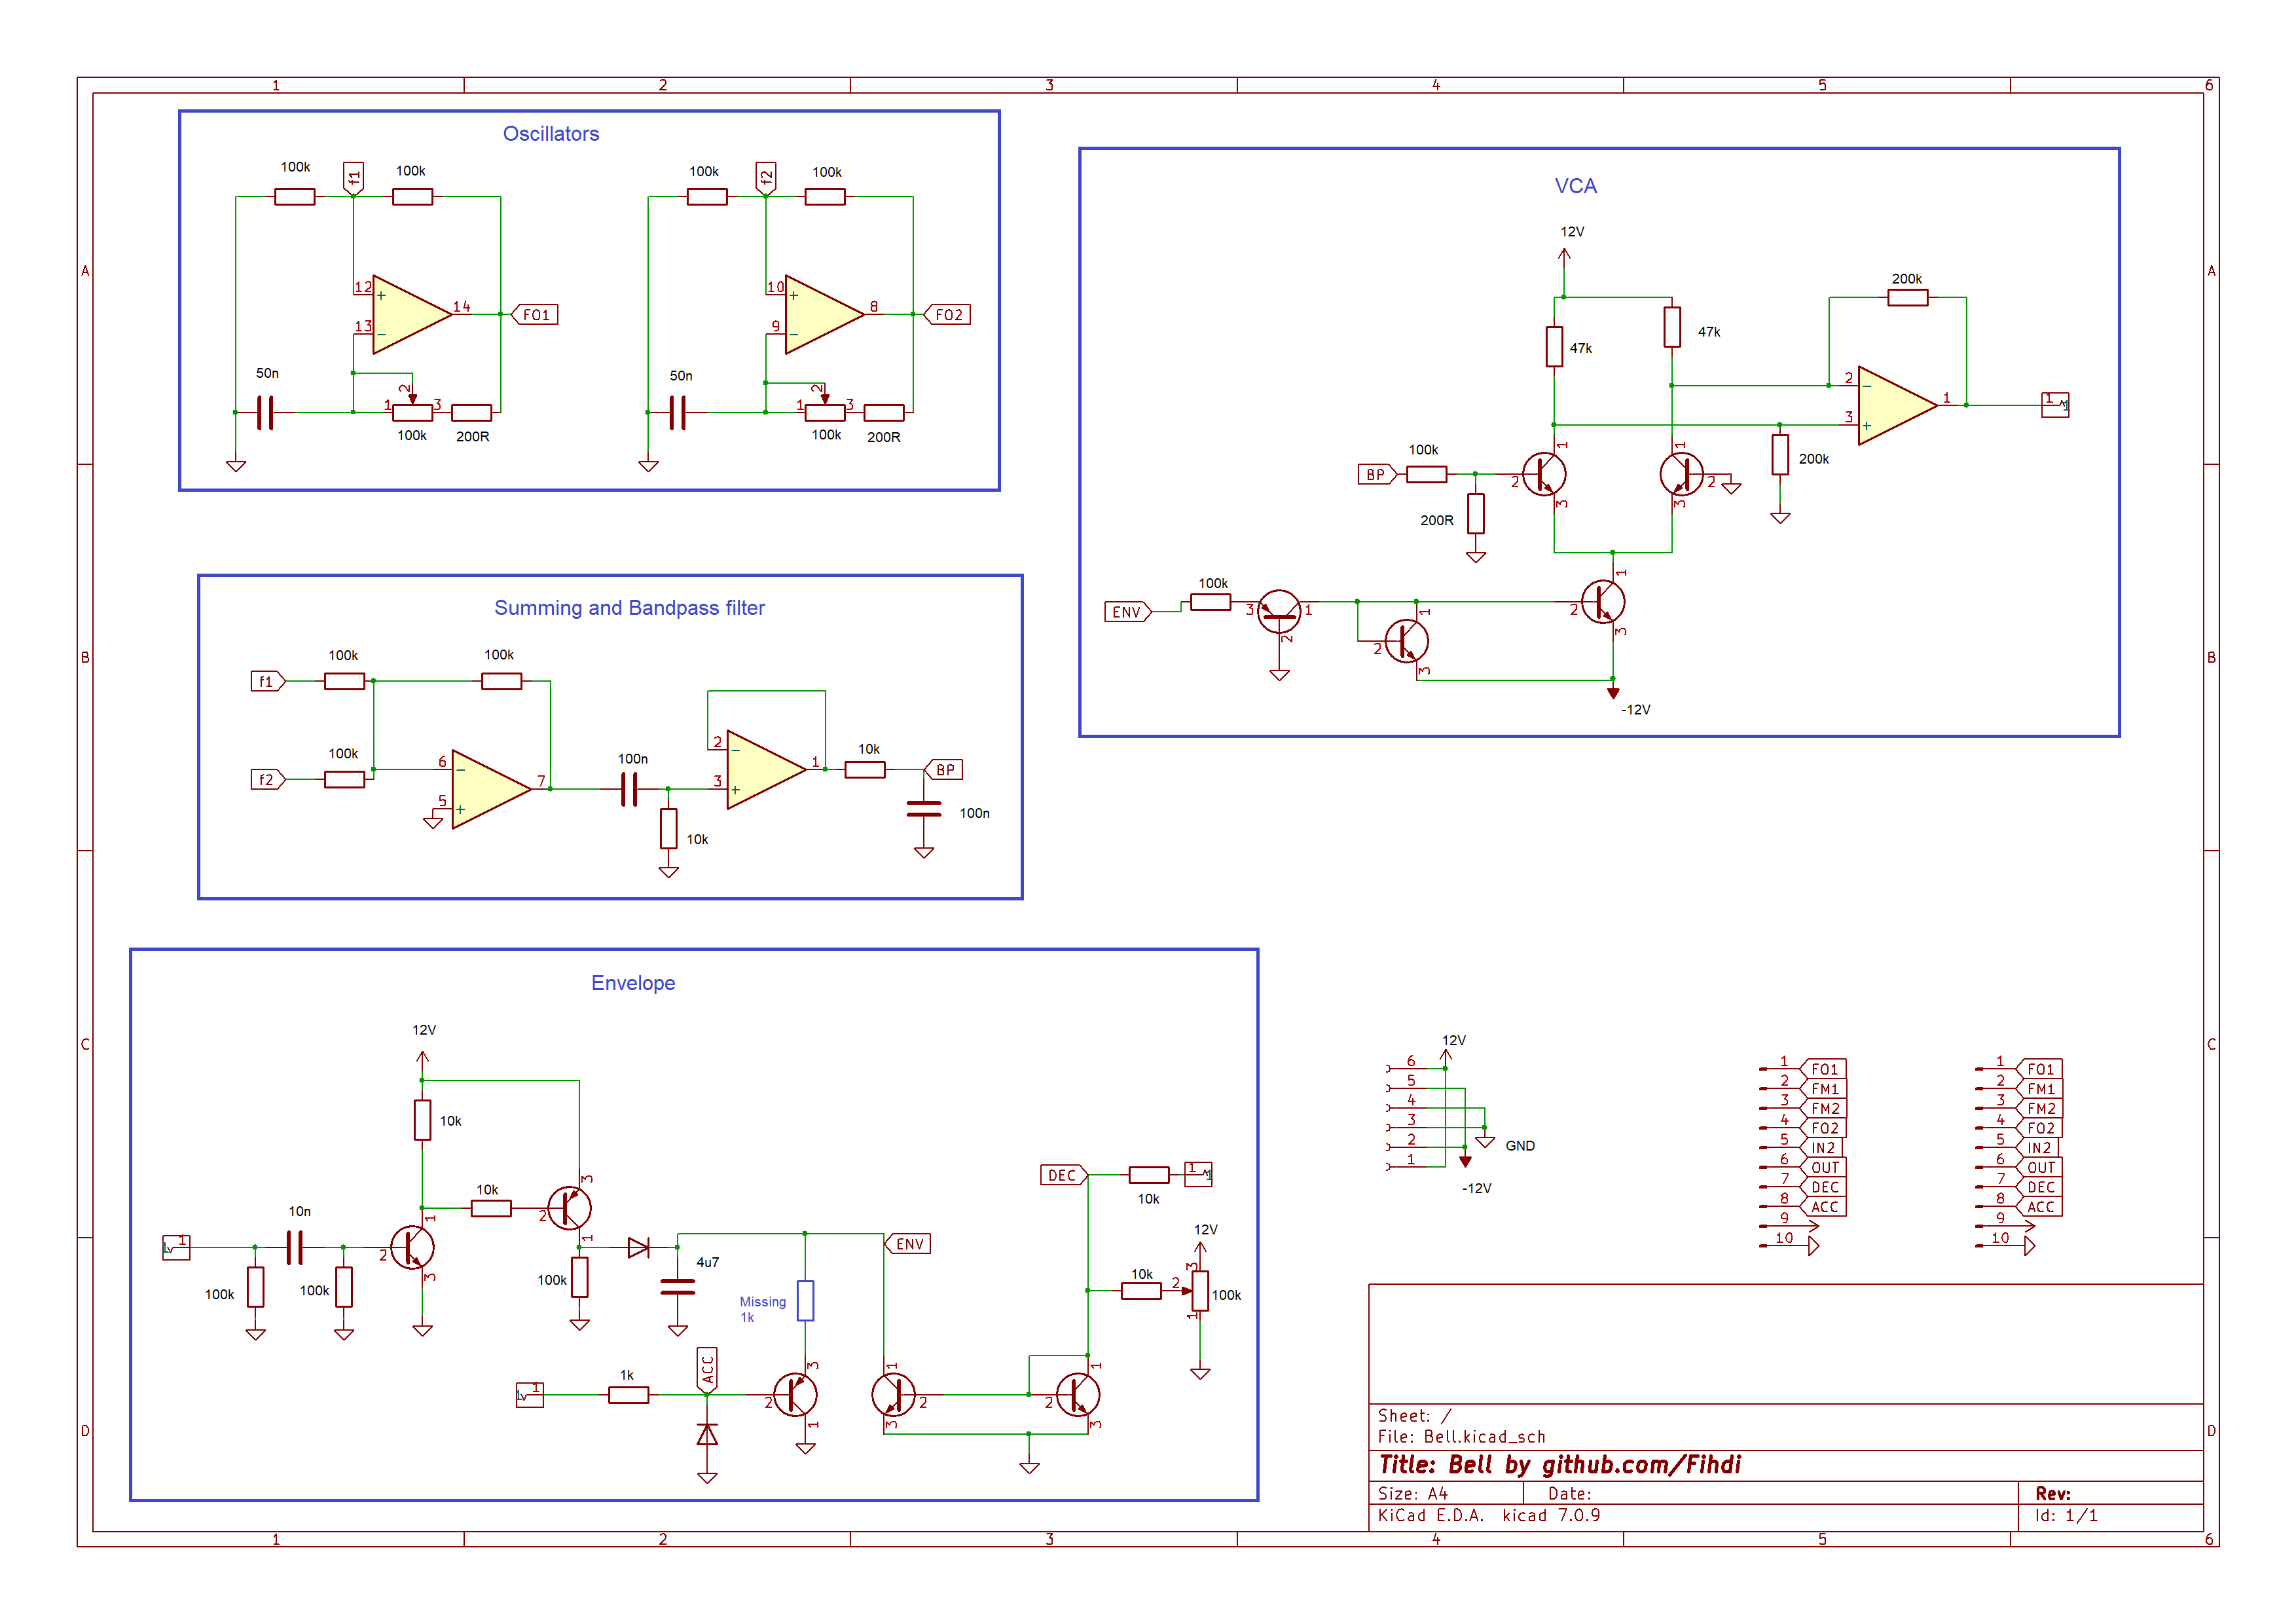 1 2 3 4 5 6
A A
B B
C C
D D
Oscillators
100k f1 100k
12 +
13 −
14 FO1
50n
1 2 3
100k 200R
100k f2 100k
10 +
9 −
8 FO2
50n
1 2 3
100k 200R
VCA
12V
47k 47k
200k
2 −
3 +
1
1 1
BP 100k
200R
2 1 3
1 2 3
200k
ENV 100k
3 1 2
2 1 3
2 1 3
-12V
Summing and Bandpass filter
f1 100k 100k
f2 100k
6 −
5 +
7
100n
10k
2 −
3 +
1
10k
BP
100n
Envelope
12V
10k
10k
10n
1 1
100k 100k
2 1 3
2 3 1
100k
4u7
ENV
Missing
1k
1 1
1k
ACC
2 3 1
1 2 3
2 1 3
DEC
10k
1 1
12V
10k
2 3 1
100k
12V
6
5
4
3
2
1
GND
-12V
1 FO1
2 FM1
3 FM2
4 FO2
5 IN2
6 OUT
7 DEC
8 ACC
9
10
1 FO1
2 FM1
3 FM2
4 FO2
5 IN2
6 OUT
7 DEC
8 ACC
9
10
Sheet: /
File: Bell.kicad_sch
Title: Bell by github.com/Fihdi
Size: A4 Date: Rev:
KiCad E.D.A. kicad 7.0.9 Id: 1/1
1 2 3 4 5 6